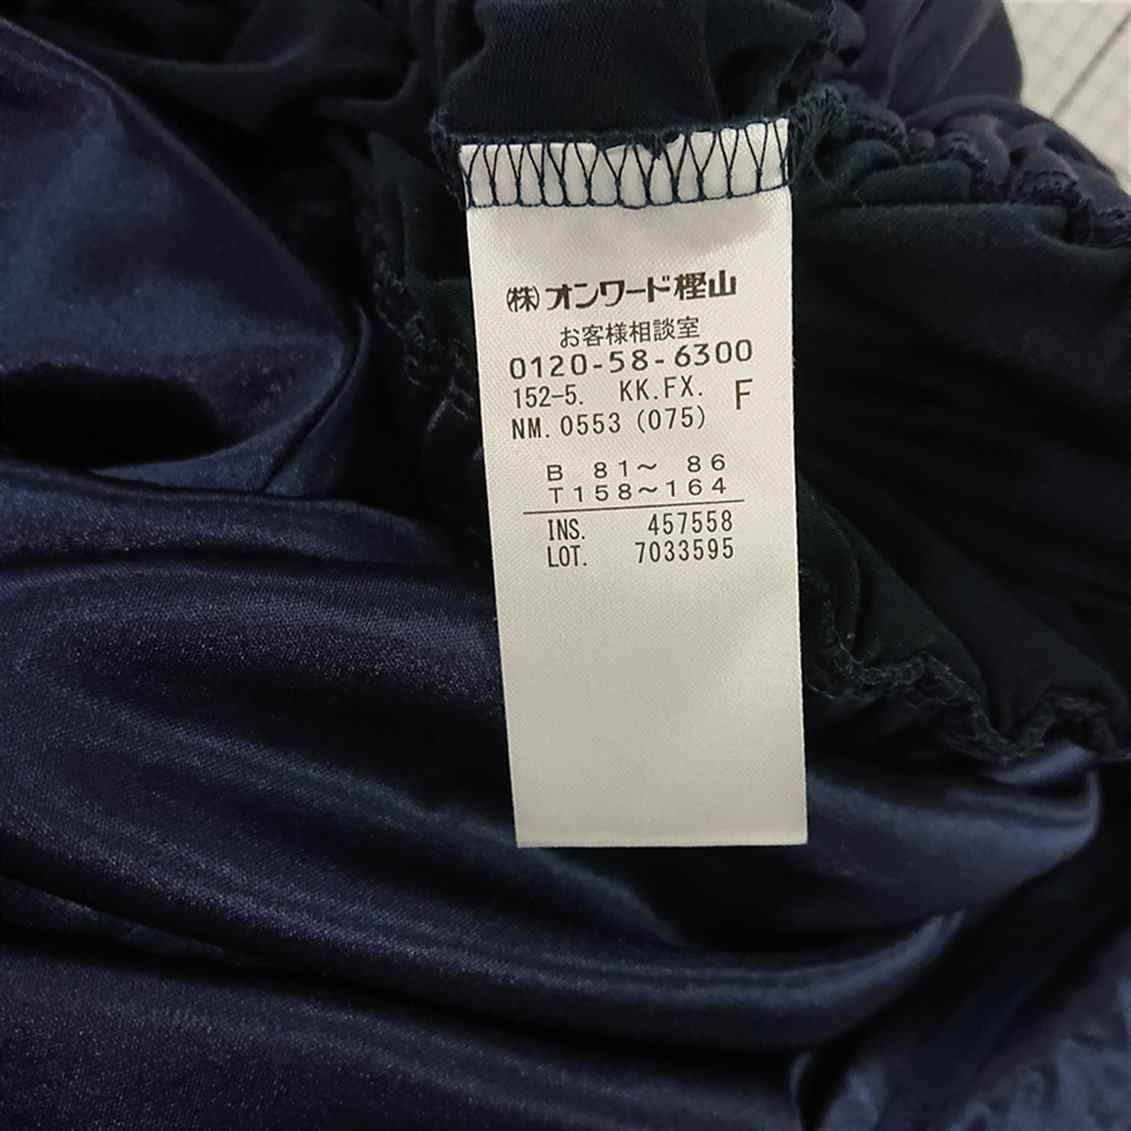 ㈱オンワード樫山
お客様相談室
0120-58-6300
152-5. KK.FX. F
NM.0553 (075)
B 81～ 86
T158～164
INS. 457558
LOT. 7033595